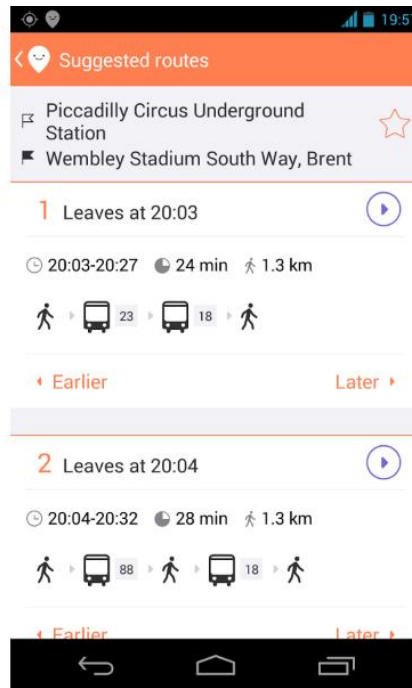 19:5
Suggested routes
Piccadilly Circus Underground
Station
Wembley Stadium South Way, Brent
1 Leaves at 20:03
20:03-20:27 24 min 1.3 km
23 18
Earlier Later
2 Leaves at 20:04
20:04-20:32 28 min 1.3 km
88 18
Earlier Later